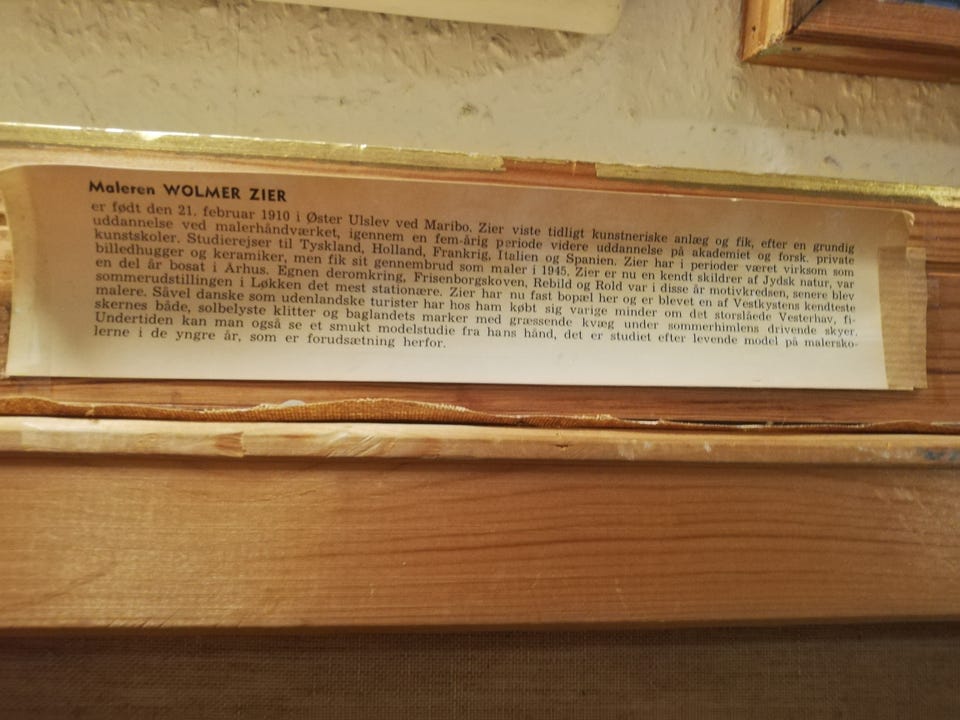 Maleren WOLMER ZIER
er født den 21. februar 1910 i Øster Ulslev ved Maribo. Zier viste tidligt kunstneriske anlæg og fik, efter en grundig
uddannelse ved malerhåndværket, igennem en fem-årig periode videre uddannelse på akademiet og forsk. private
kunstskoler. Studierejser til Tyskland, Holland, Frankrig, Italien og Spanien. Zier har i perioder været virksom som
billedhugger og keramiker, men fik sit gennembrud som maler i 1945. Zier er nu en kendt skildrer af Jydsk natur, var
en del år bosat i Århus. Egnen deromkring, Frisenborgskoven, Rebild og Rold var i disse år motivkredsen, senere blev
sommerudstillingen i Løkken det mest stationære. Zier har nu fast bopæl her og er blevet en af Vestkystens kendteste
malere. Såvel danske som udenlandske turister har hos ham købt sig varige minder om det storslåede Vesterhav, fi-
skernes både, solbelyste klitter og baglandets marker med græssende kvæg under sommerhimlens drivende skyer.
Undertiden kan man også se et smukt modelstudie fra hans hånd, det er studiet efter levende model på malersko-
lerne i de yngre år, som er forudsætning herfor.